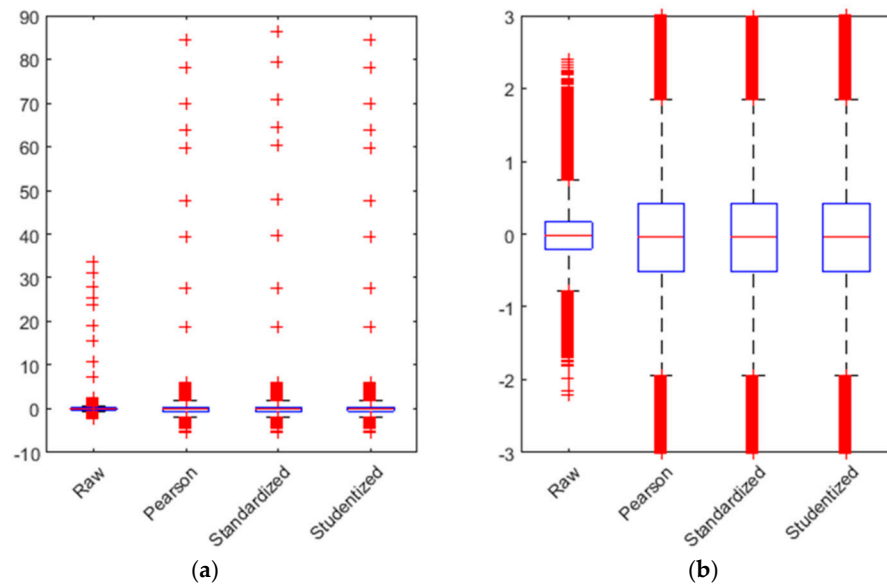 90
80
70
60
50
40
30
20
10
0
-10
Raw
Pearson
Standardized
Studentized
(a)
3
2
1
0
-1
-2
-3
Raw
Pearson
Standardized
Studentized
(b)